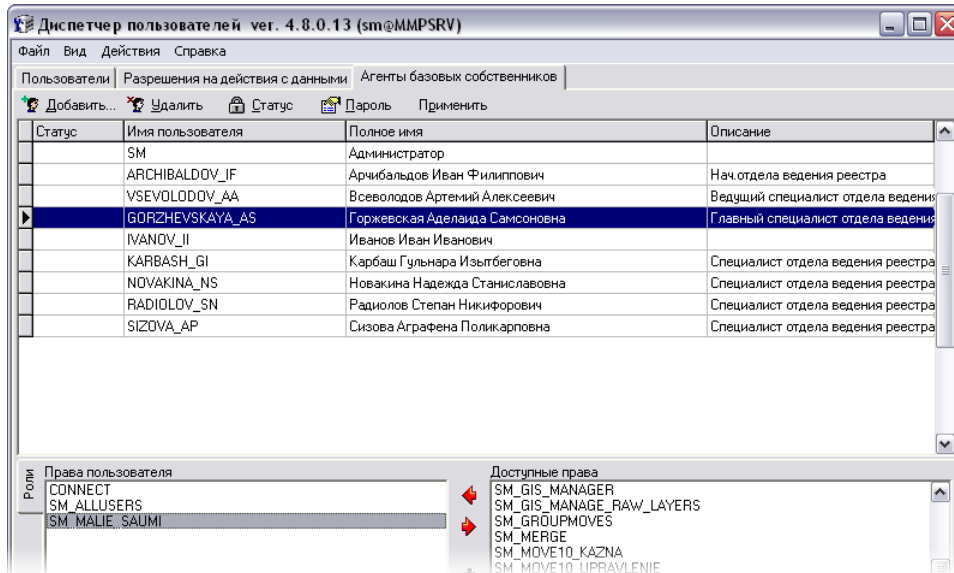 Диспетчер пользователей ver. 4.8.0.13 (sm@MMPSRV)
Файл Вид Действия Справка
Пользователи Разрешения на действия с данными Агенты базовых собственников
Добавить... Удалить Статус Пароль Применить
Статус Имя пользователя Полное имя Описание
SM Администратор
ARCHIBALDOV_IF Арчибальдов Иван Филиппович Нач.отдела ведения реестра
VSEVOLODOV_AA Всеволодов Артемий Алексеевич Ведущий специалист отдела ведения
GORZHEVSKAYA_AS Горжевская Аделаида Самсоновна Главный специалист отдела ведения
IVANOV_II Иванов Иван Иванович
KARBASH_GI Карбаш Гульнара Изытбеговна Специалист отдела ведения реестра
NOVAKINA_NS Новакина Надежда Станиславовна Специалист отдела ведения реестра
RADIOLOV_SN Радиолов Степан Никифорович Специалист отдела ведения реестра
SIZOVA_AP Сизова Аграфена Поликарповна Специалист отдела ведения реестра
Роли
Права пользователя
CONNECT
SM_ALLUSERS
SM_MALIE_SAUMI
Доступные права
SM_GIS_MANAGER
SM_GIS_MANAGE_RAW_LAYERS
SM_GROUPMOVES
SM_MERGE
SM_MOVE10_KAZNA
SM_MOVE10_UPRAVLENIE